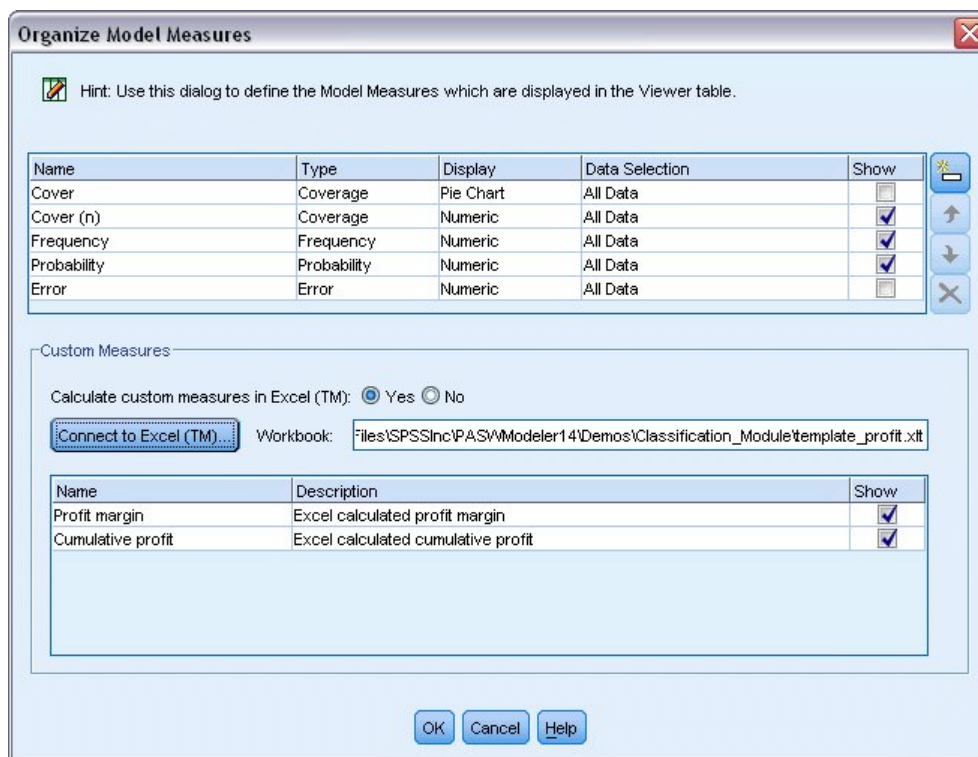 Organize Model Measures
Hint: Use this dialog to define the Model Measures which are displayed in the Viewer table.
Name Type Display Data Selection Show
Cover Coverage Pie Chart All Data
Cover (n) Coverage Numeric All Data
Frequency Frequency Numeric All Data
Probability Probability Numeric All Data
Error Error Numeric All Data
Custom Measures
Calculate custom measures in Excel (TM): Yes No
Connect to Excel (TM)... Workbook: Files\SPSSInc\PASWModeler14\Demos\Classification_Module\template_profit.xlt
Name Description Show
Profit margin Excel calculated profit margin
Cumulative profit Excel calculated cumulative profit
OK Cancel Help